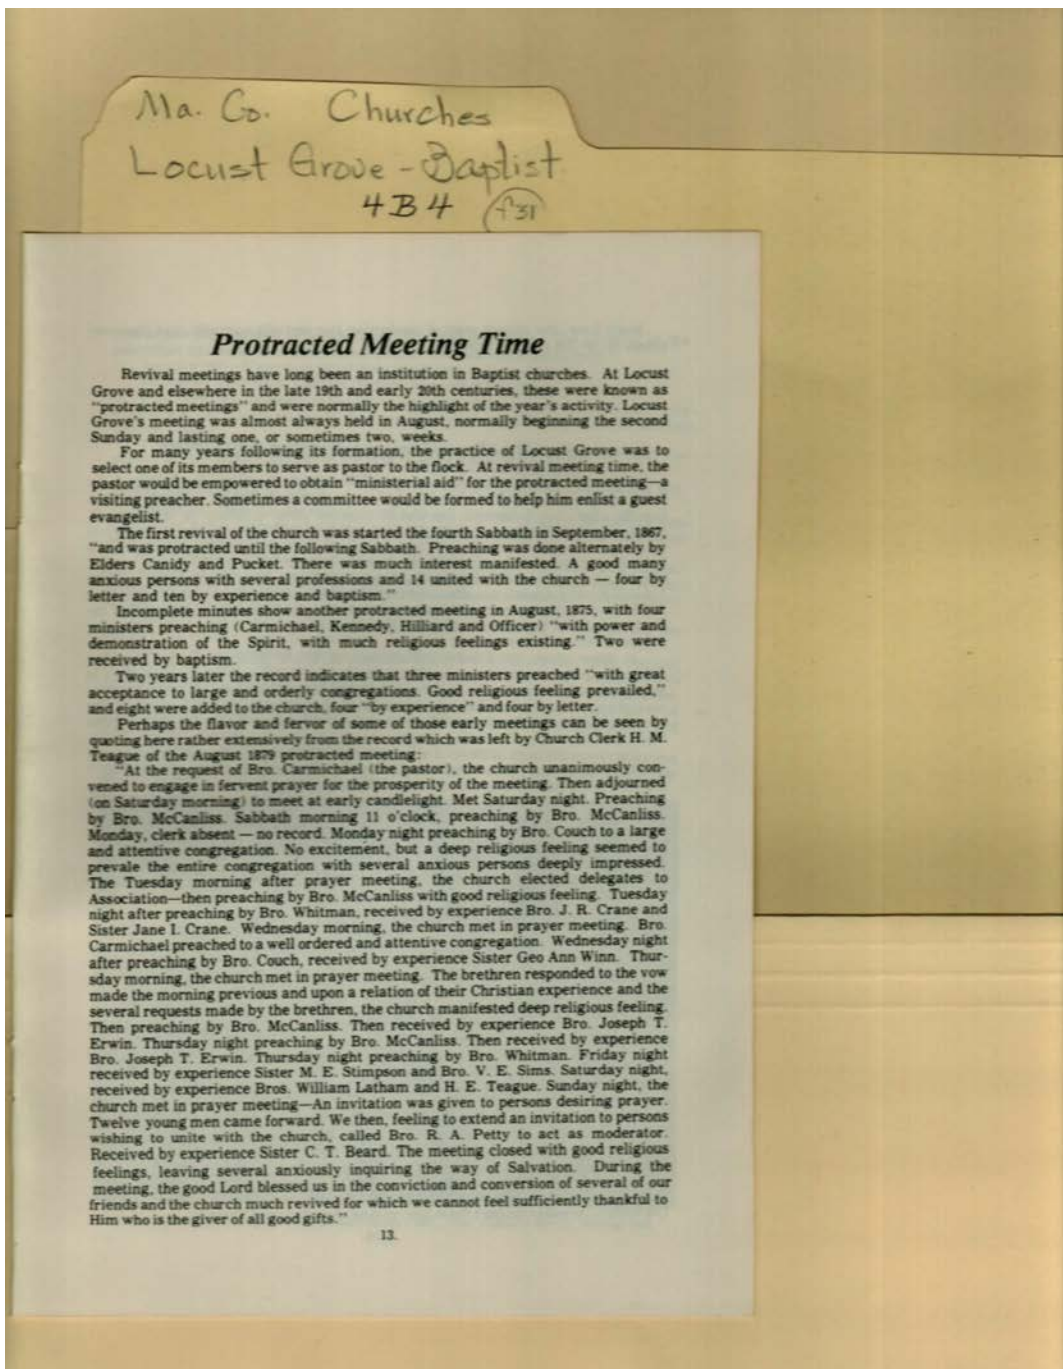 Ma. Co. Churches
Locust Grove - Baptist
4B4 f31
Protracted Meeting Time
Revival meetings have long been an institution in Baptist churches. At Locust
Grove and elsewhere in the late 19th and early 20th centuries, these were known as
"protracted meetings" and were normally the highlight of the year's activity. Locust
Grove's meeting was almost always held in August, normally beginning the second
Sunday and lasting one, or sometimes two, weeks.
For many years following its formation, the practice of Locust Grove was to
select one of its members to serve as pastor to the flock. At revival meeting time, the
pastor would be empowered to obtain "ministerial aid" for the protracted meeting—a
visiting preacher. Sometimes a committee would be formed to help him enlist a guest
evangelist.
The first revival of the church was started the fourth Sabbath in September, 1867,
"and was protracted until the following Sabbath. Preaching was done alternately by
Elders Canidy and Pucket. There was much interest manifested. A good many
anxious persons with several professions and 14 united with the church — four by
letter and ten by experience and baptism."
Incomplete minutes show another protracted meeting in August, 1875, with four
ministers preaching (Carmichael, Kennedy, Hilliard and Officer) "with power and
demonstration of the Spirit, with much religious feelings existing." Two were
received by baptism.
Two years later the record indicates that three ministers preached "with great
acceptance to large and orderly congregations. Good religious feeling prevailed,"
and eight were added to the church, four "by experience" and four by letter.
Perhaps the flavor and fervor of some of those early meetings can be seen by
quoting here rather extensively from the record which was left by Church Clerk H. M.
Teague of the August 1879 protracted meeting:
"At the request of Bro. Carmichael (the pastor), the church unanimously con-
vened to engage in fervent prayer for the prosperity of the meeting. Then adjourned
(on Saturday morning) to meet at early candlelight. Met Saturday night. Preaching
by Bro. McCanliss. Sabbath morning 11 o'clock, preaching by Bro. McCanliss.
Monday, clerk absent — no record. Monday night preaching by Bro. Couch to a large
and attentive congregation. No excitement, but a deep religious feeling seemed to
prevale the entire congregation with several anxious persons deeply impressed.
The Tuesday morning after prayer meeting, the church elected delegates to
Association—then preaching by Bro. McCanliss with good religious feeling. Tuesday
night after preaching by Bro. Whitman, received by experience Bro. J. R. Crane and
Sister Jane I. Crane. Wednesday morning, the church met in prayer meeting. Bro.
Carmichael preached to a well ordered and attentive congregation. Wednesday night
after preaching by Bro. Couch, received by experience Sister Geo Ann Winn. Thur-
sday morning, the church met in prayer meeting. The brethren responded to the vow
made the morning previous and upon a relation of their Christian experience and the
several requests made by the brethren, the church manifested deep religious feeling.
Then preaching by Bro. McCanliss. Then received by experience Bro. Joseph T.
Erwin. Thursday night preaching by Bro. McCanliss. Then received by experience
Bro. Joseph T. Erwin. Thursday night preaching by Bro. Whitman. Friday night
received by experience Sister M. E. Stimpson and Bro. V. E. Sims. Saturday night,
received by experience Bros. William Latham and H. E. Teague. Sunday night, the
church met in prayer meeting—An invitation was given to persons desiring prayer.
Twelve young men came forward. We then, feeling to extend an invitation to persons
wishing to unite with the church, called Bro. R. A. Petty to act as moderator.
Received by experience Sister C. T. Beard. The meeting closed with good religious
feelings, leaving several anxiously inquiring the way of Salvation. During the
meeting, the good Lord blessed us in the conviction and conversion of several of our
friends and the church much revived for which we cannot feel sufficiently thankful to
Him who is the giver of all good gifts."
13.